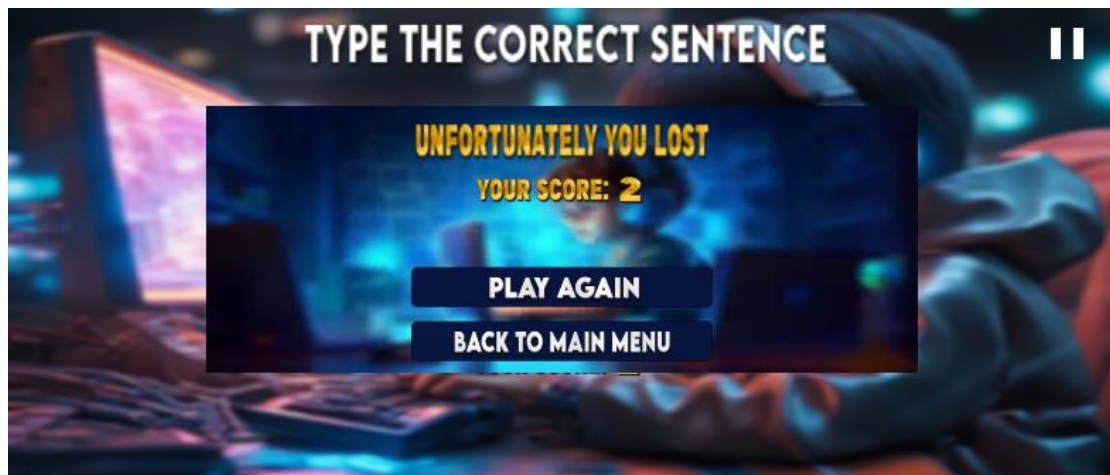 TYPE THE CORRECT SENTENCE
UNFORTUNATELY YOU LOST
YOUR SCORE: 2
PLAY AGAIN
BACK TO MAIN MENU